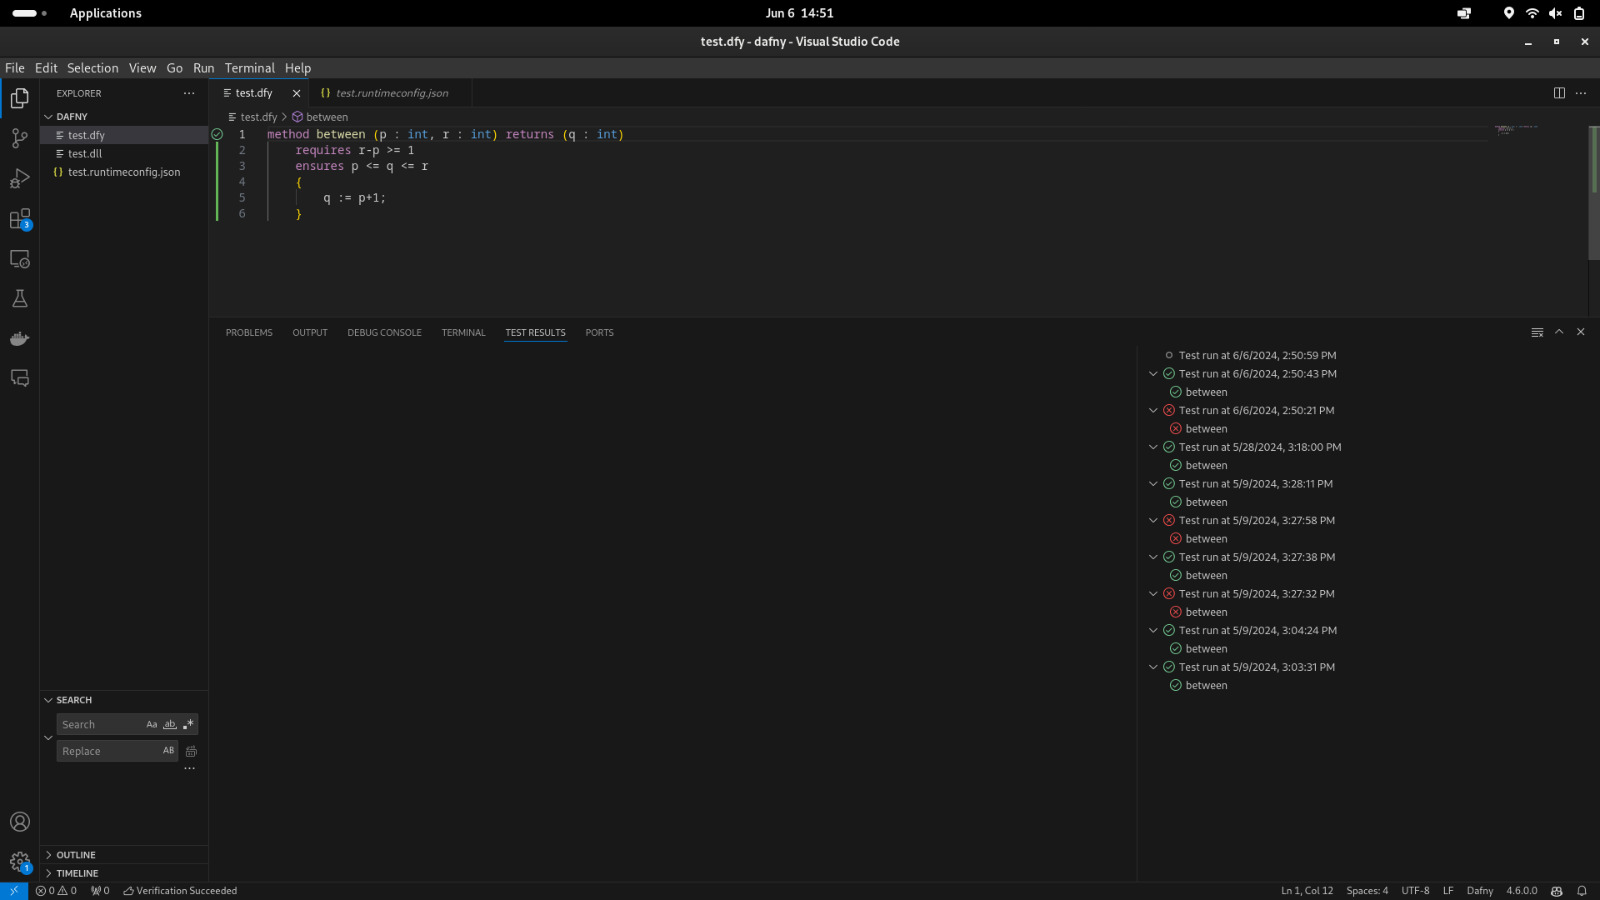 Applications
Jun 6 14:51
test.dfy - dafny - Visual Studio Code
File Edit Selection View Go Run Terminal Help
EXPLORER
DAFNY
test.dfy
test.dll
{} test.runtimeconfig.json
3
SEARCH
Search Aa ab .*
Replace AB
OUTLINE
1
TIMELINE
test.dfy {} test.runtimeconfig.json
test.dfy > between
1 method between (p : int, r : int) returns (q : int)
2 requires r-p >= 1
3 ensures p <= q <= r
4 {
5 q := p+1;
6 }
PROBLEMS OUTPUT DEBUG CONSOLE TERMINAL TEST RESULTS PORTS
Test run at 6/6/2024, 2:50:59 PM
Test run at 6/6/2024, 2:50:43 PM
between
Test run at 6/6/2024, 2:50:21 PM
between
Test run at 5/28/2024, 3:18:00 PM
between
Test run at 5/9/2024, 3:28:11 PM
between
Test run at 5/9/2024, 3:27:58 PM
between
Test run at 5/9/2024, 3:27:38 PM
between
Test run at 5/9/2024, 3:27:32 PM
between
Test run at 5/9/2024, 3:04:24 PM
between
Test run at 5/9/2024, 3:03:31 PM
between
0 0 0 Verification Succeeded Ln 1, Col 12 Spaces: 4 UTF-8 LF Dafny 4.6.0.0